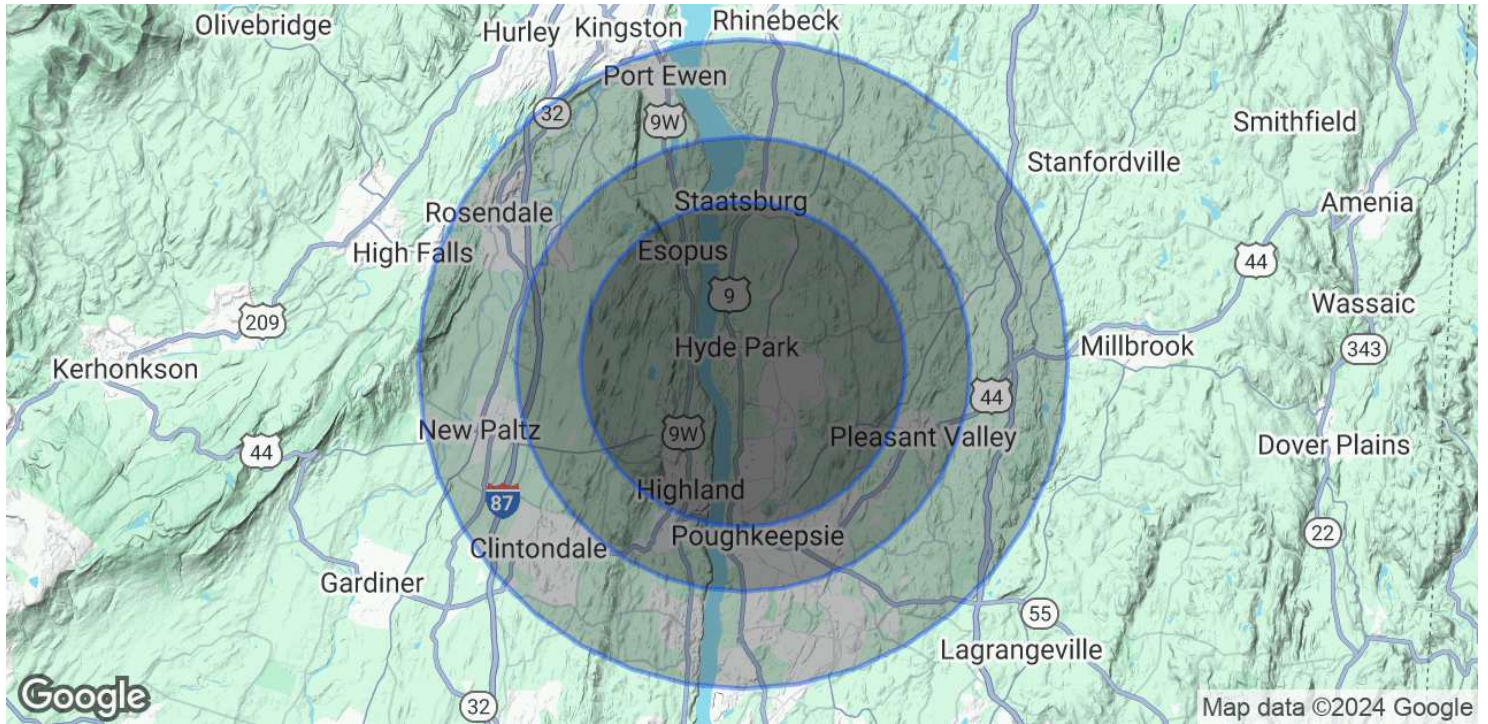 Olivebridge
Hurley
Kingston
Rhinebeck
Port Ewen
32
9W
Smithfield
Stanfordville
Staatsburg
Amenia
Rosendale
High Falls
Esopus
44
9
Wassaic
209
Hyde Park
Millbrook
343
Kerhonkson
44
New Paltz
9W
Pleasant Valley
Dover Plains
44
Highland
87
Poughkeepsie
22
Clintondale
Gardiner
55
Lagrangeville
Google
32
Map data ©2024 Google